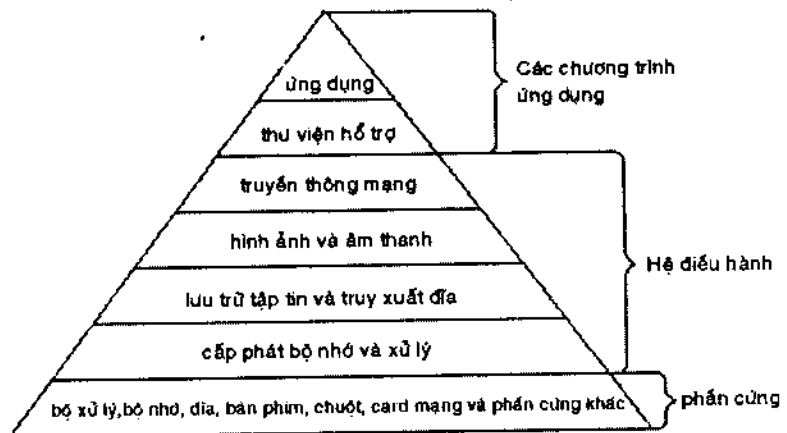 ứng dụng
thư viện hỗ trợ
truyền thông mạng
hình ảnh và âm thanh
lưu trữ tập tin và truy xuất đĩa
cấp phát bộ nhớ và xử lý
bộ xử lý, bộ nhớ, đĩa, bàn phím, chuột, card mạng và phần cứng khác
Các chương trình
ứng dụng
Hệ điều hành
phần cứng